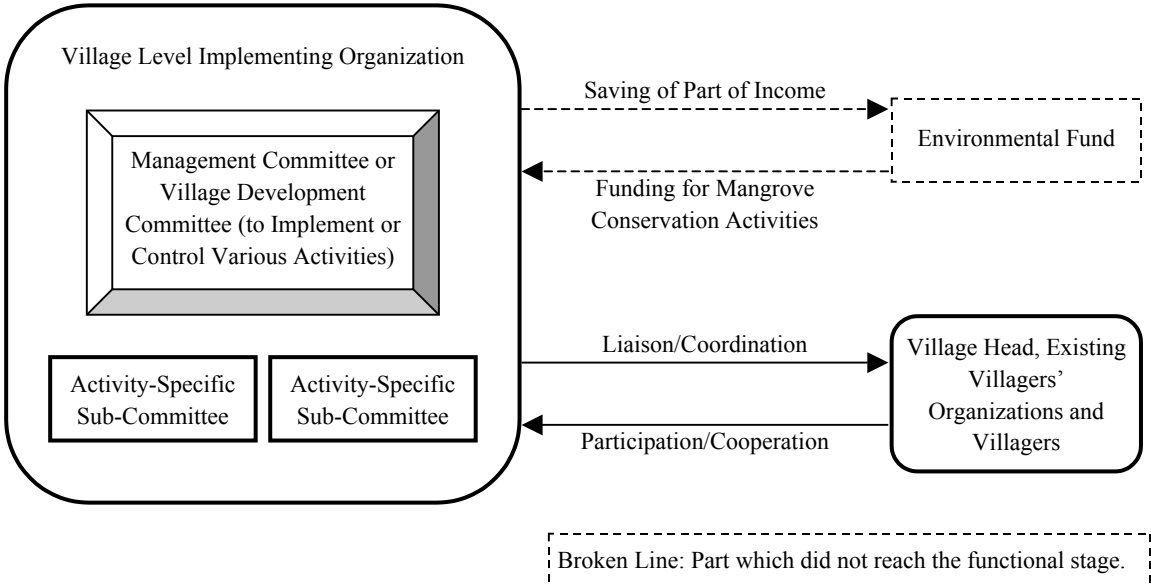 Village Level Implementing Organization
Management Committee or
Village Development
Committee (to Implement or
Control Various Activities)
Activity-Specific
Sub-Committee
Activity-Specific
Sub-Committee
Saving of Part of Income
Funding for Mangrove
Conservation Activities
Environmental Fund
Liaison/Coordination
Participation/Cooperation
Village Head, Existing
Villagers’
Organizations and
Villagers
Broken Line: Part which did not reach the functional stage.